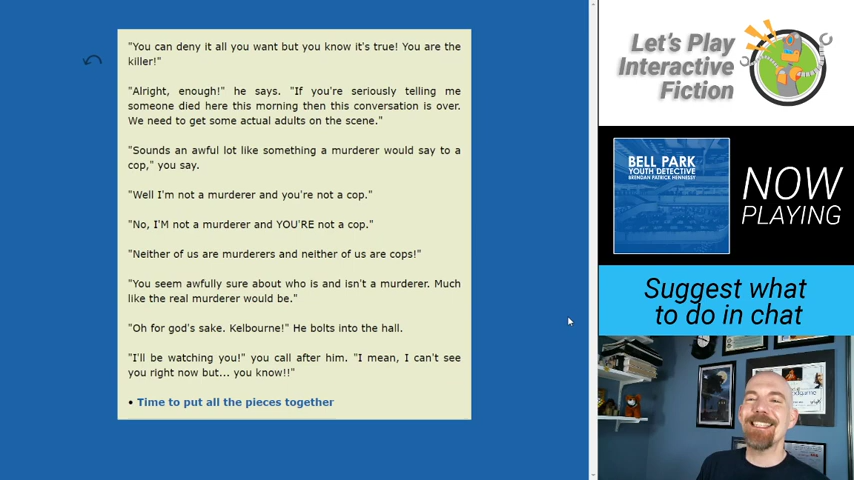 "You can deny it all you want but you know it's true! You are the
killer!"
"Alright, enough!" he says. "If you're seriously telling me
someone died here this morning then this conversation is over.
We need to get some actual adults on the scene."
"Sounds an awful lot like something a murderer would say to a
cop," you say.
"Well I'm not a murderer and you're not a cop."
"No, I'M not a murderer and YOU'RE not a cop."
"Neither of us are murderers and neither of us are cops!"
"You seem awfully sure about who is and isn't a murderer. Much
like the real murderer would be."
"Oh for god's sake. Kelbourne!" He bolts into the hall.
"I'll be watching you!" you call after him. "I mean, I can't see
you right now but... you know!!"
• Time to put all the pieces together
Let's Play
Interactive
Fiction
BELL PARK
YOUTH DETECTIVE
BRENDAN PATRICK HENNESSY
NOW
PLAYING
Suggest what
to do in chat